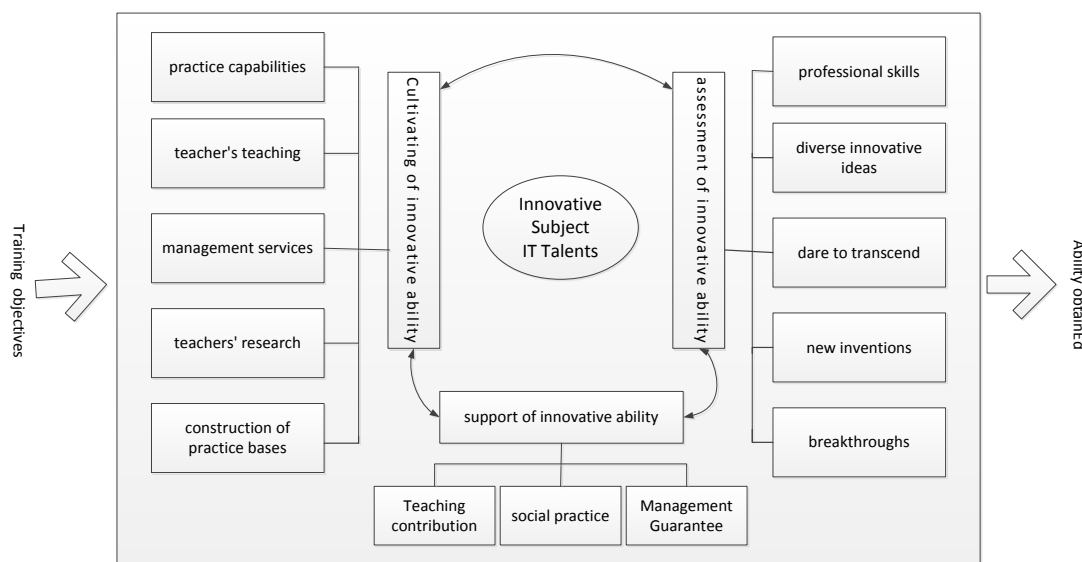 Training objectives
practice capabilities
teacher's teaching
management services
teachers' research
construction of
practice bases
Cultivating of innovative ability
Innovative
Subject
IT Talents
support of innovative ability
Teaching
contribution
social practice
Management
Guarantee
assessment of innovative ability
professional skills
diverse innovative
ideas
dare to transcend
new inventions
breakthroughs
Ability obtained